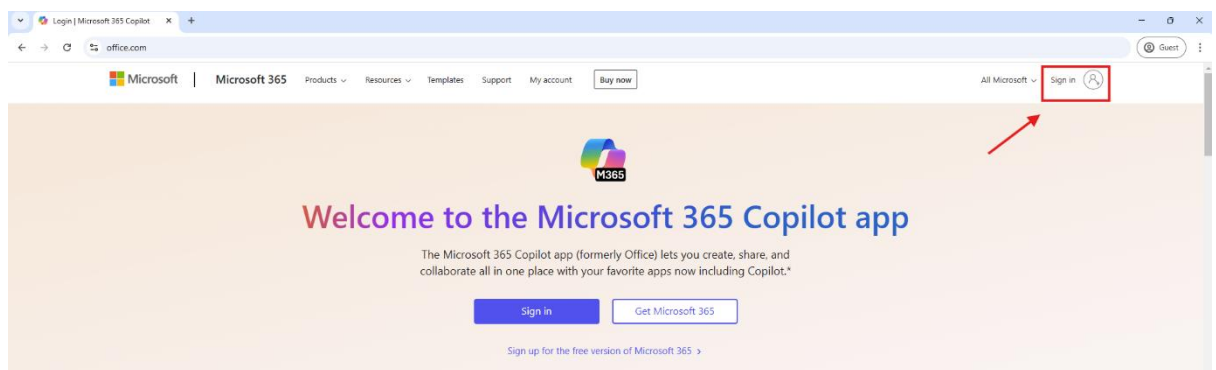 Login | Microsoft 365 Copilot
office.com
Guest
Microsoft
Microsoft 365 Products Resources Templates Support My account Buy now
All Microsoft Sign in
M365
Welcome to the Microsoft 365 Copilot app
The Microsoft 365 Copilot app (formerly Office) lets you create, share, and
collaborate all in one place with your favorite apps now including Copilot.*
Sign in Get Microsoft 365
Sign up for the free version of Microsoft 365